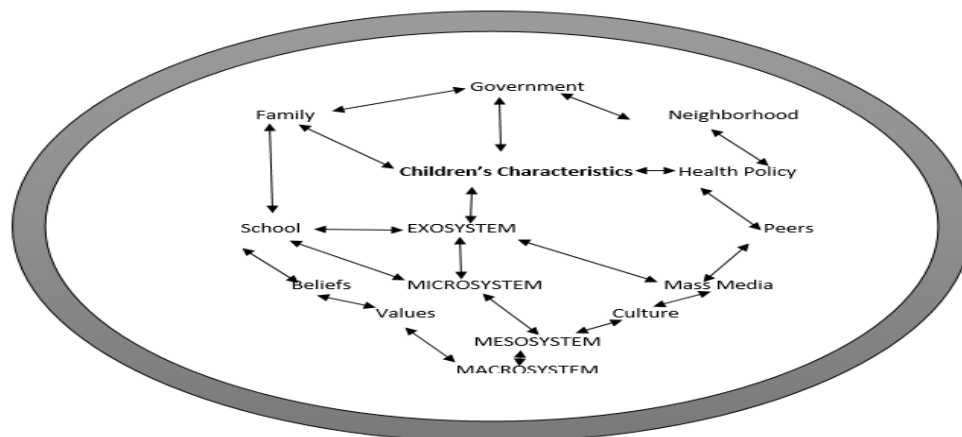 Government
Family
Neighborhood
Children's Characteristics
Health Policy
School
EXOSYSTEM
Peers
Beliefs
MICROSYSTEM
Mass Media
Values
Culture
MESOSYSTEM
MACROSYSTEM